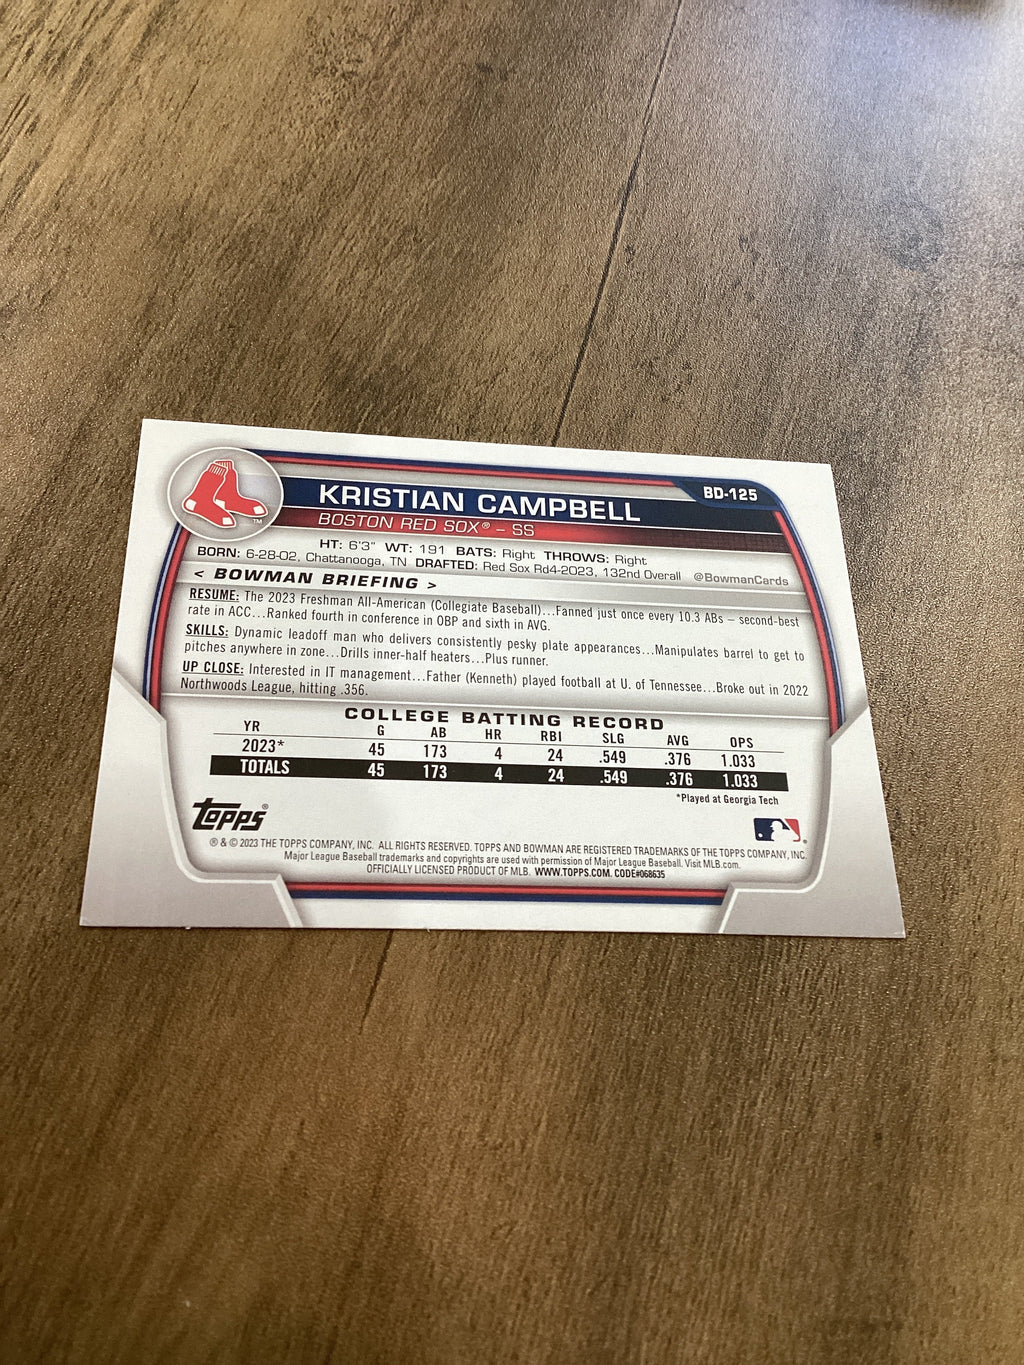 BD-125
KRISTIAN CAMPBELL
BOSTON RED SOX® – SS
TM
HT: 6'3" WT: 191 BATS: Right THROWS: Right
BORN: 6-28-02, Chattanooga, TN DRAFTED: Red Sox Rd4-2023, 132nd Overall @BowmanCards
< BOWMAN BRIEFING >
RESUME: The 2023 Freshman All-American (Collegiate Baseball)...Fanned just once every 10.3 ABs – second-best
rate in ACC...Ranked fourth in conference in OBP and sixth in AVG.
SKILLS: Dynamic leadoff man who delivers consistently pesky plate appearances...Manipulates barrel to get to
pitches anywhere in zone...Drills inner-half heaters...Plus runner.
UP CLOSE: Interested in IT management...Father (Kenneth) played football at U. of Tennessee...Broke out in 2022
Northwoods League, hitting .356.
COLLEGE BATTING RECORD
YR G AB HR RBI SLG AVG OPS
2023* 45 173 4 24 .549 .376 1.033
TOTALS 45 173 4 24 .549 .376 1.033
*Played at Georgia Tech
Topps®
® & © 2023 THE TOPPS COMPANY, INC. ALL RIGHTS RESERVED. TOPPS AND BOWMAN ARE REGISTERED TRADEMARKS OF THE TOPPS COMPANY, INC.
Major League Baseball trademarks and copyrights are used with permission of Major League Baseball. Visit MLB.com.
OFFICIALLY LICENSED PRODUCT OF MLB. WWW.TOPPS.COM. CODE#068635